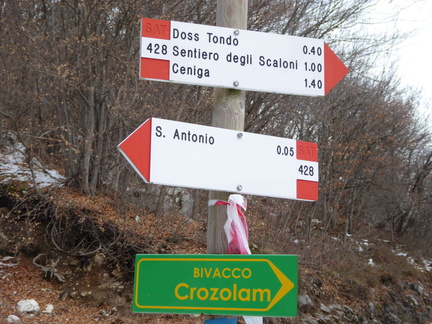 SAT
428
Doss Tondo 0.40
Sentiero degli Scaloni 1.00
Ceniga 1.40
S. Antonio 0.05
SAT
428
BIVACCO
Crozolam